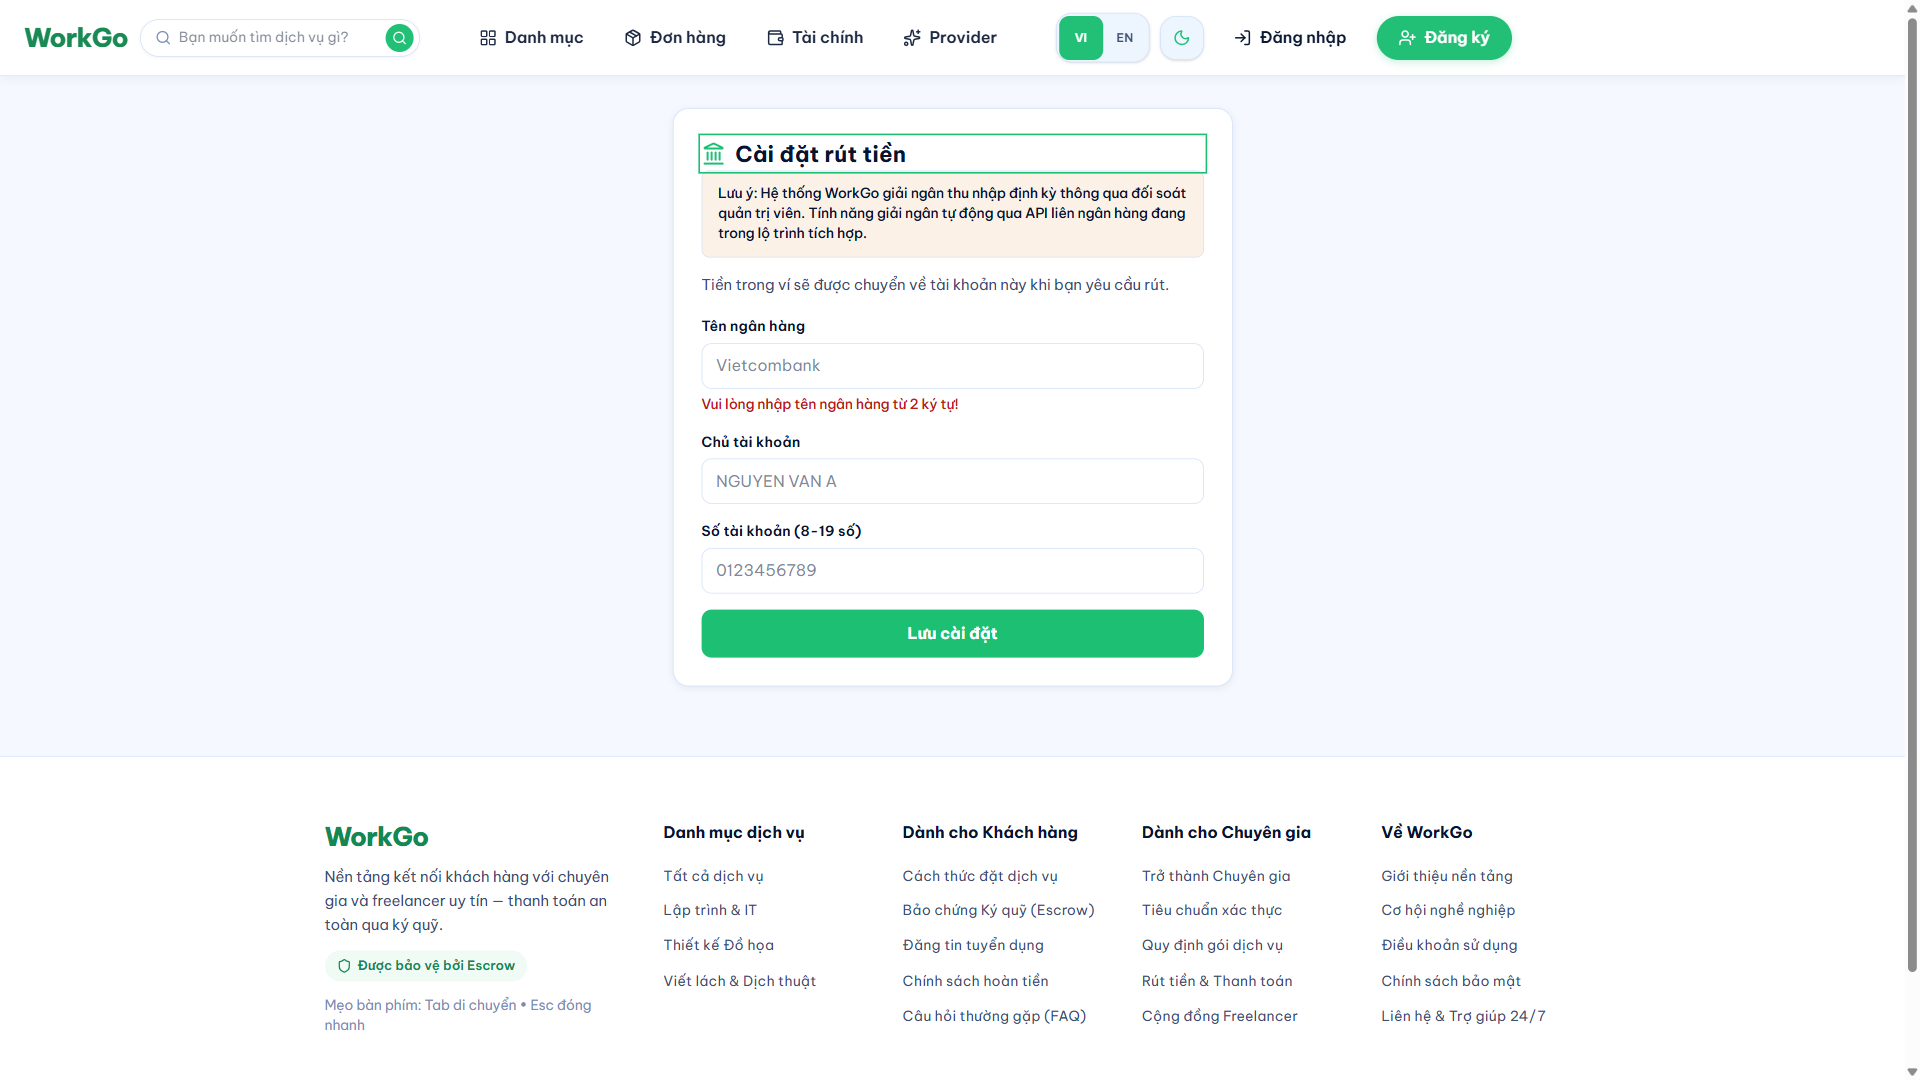 WorkGo
Bạn muốn tìm dịch vụ gì?
Danh mục
Đơn hàng
Tài chính
Provider
VI
EN
Đăng nhập
Đăng ký
Cài đặt rút tiền
Lưu ý: Hệ thống WorkGo giải ngân thu nhập định kỳ thông qua đối soát
quản trị viên. Tính năng giải ngân tự động qua API liên ngân hàng đang
trong lộ trình tích hợp.
Tiền trong ví sẽ được chuyển về tài khoản này khi bạn yêu cầu rút.
Tên ngân hàng
Vietcombank
Vui lòng nhập tên ngân hàng từ 2 ký tự!
Chủ tài khoản
NGUYEN VAN A
Số tài khoản (8-19 số)
0123456789
Lưu cài đặt
WorkGo
Nền tảng kết nối khách hàng với chuyên
gia và freelancer uy tín — thanh toán an
toàn qua ký quỹ.
Được bảo vệ bởi Escrow
Mẹo bàn phím: Tab di chuyển • Esc đóng
nhanh
Danh mục dịch vụ
Tất cả dịch vụ
Lập trình & IT
Thiết kế Đồ họa
Viết lách & Dịch thuật
Dành cho Khách hàng
Cách thức đặt dịch vụ
Bảo chứng Ký quỹ (Escrow)
Đăng tin tuyển dụng
Chính sách hoàn tiền
Câu hỏi thường gặp (FAQ)
Dành cho Chuyên gia
Trở thành Chuyên gia
Tiêu chuẩn xác thực
Quy định gói dịch vụ
Rút tiền & Thanh toán
Cộng đồng Freelancer
Về WorkGo
Giới thiệu nền tảng
Cơ hội nghề nghiệp
Điều khoản sử dụng
Chính sách bảo mật
Liên hệ & Trợ giúp 24/7